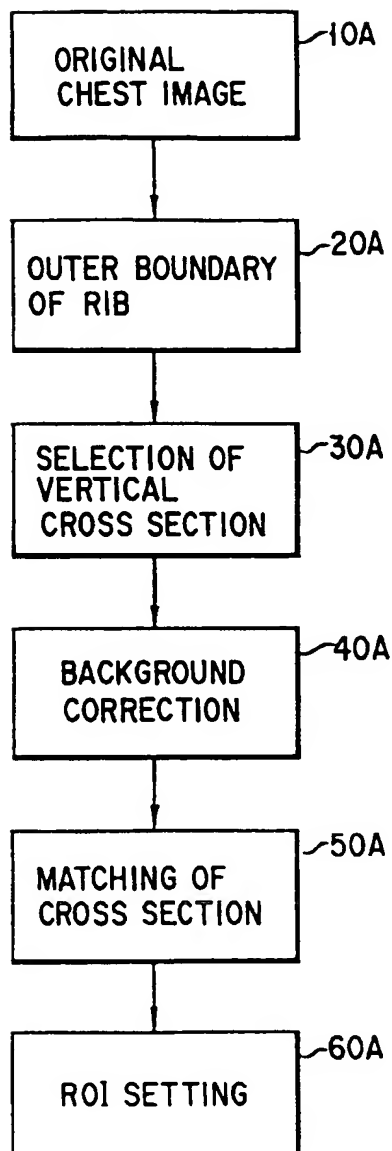 ORIGINAL
CHEST IMAGE
10A
OUTER BOUNDARY
OF RIB
20A
SELECTION OF
VERTICAL
CROSS SECTION
30A
BACKGROUND
CORRECTION
40A
MATCHING OF
CROSS SECTION
50A
ROI SETTING
60A